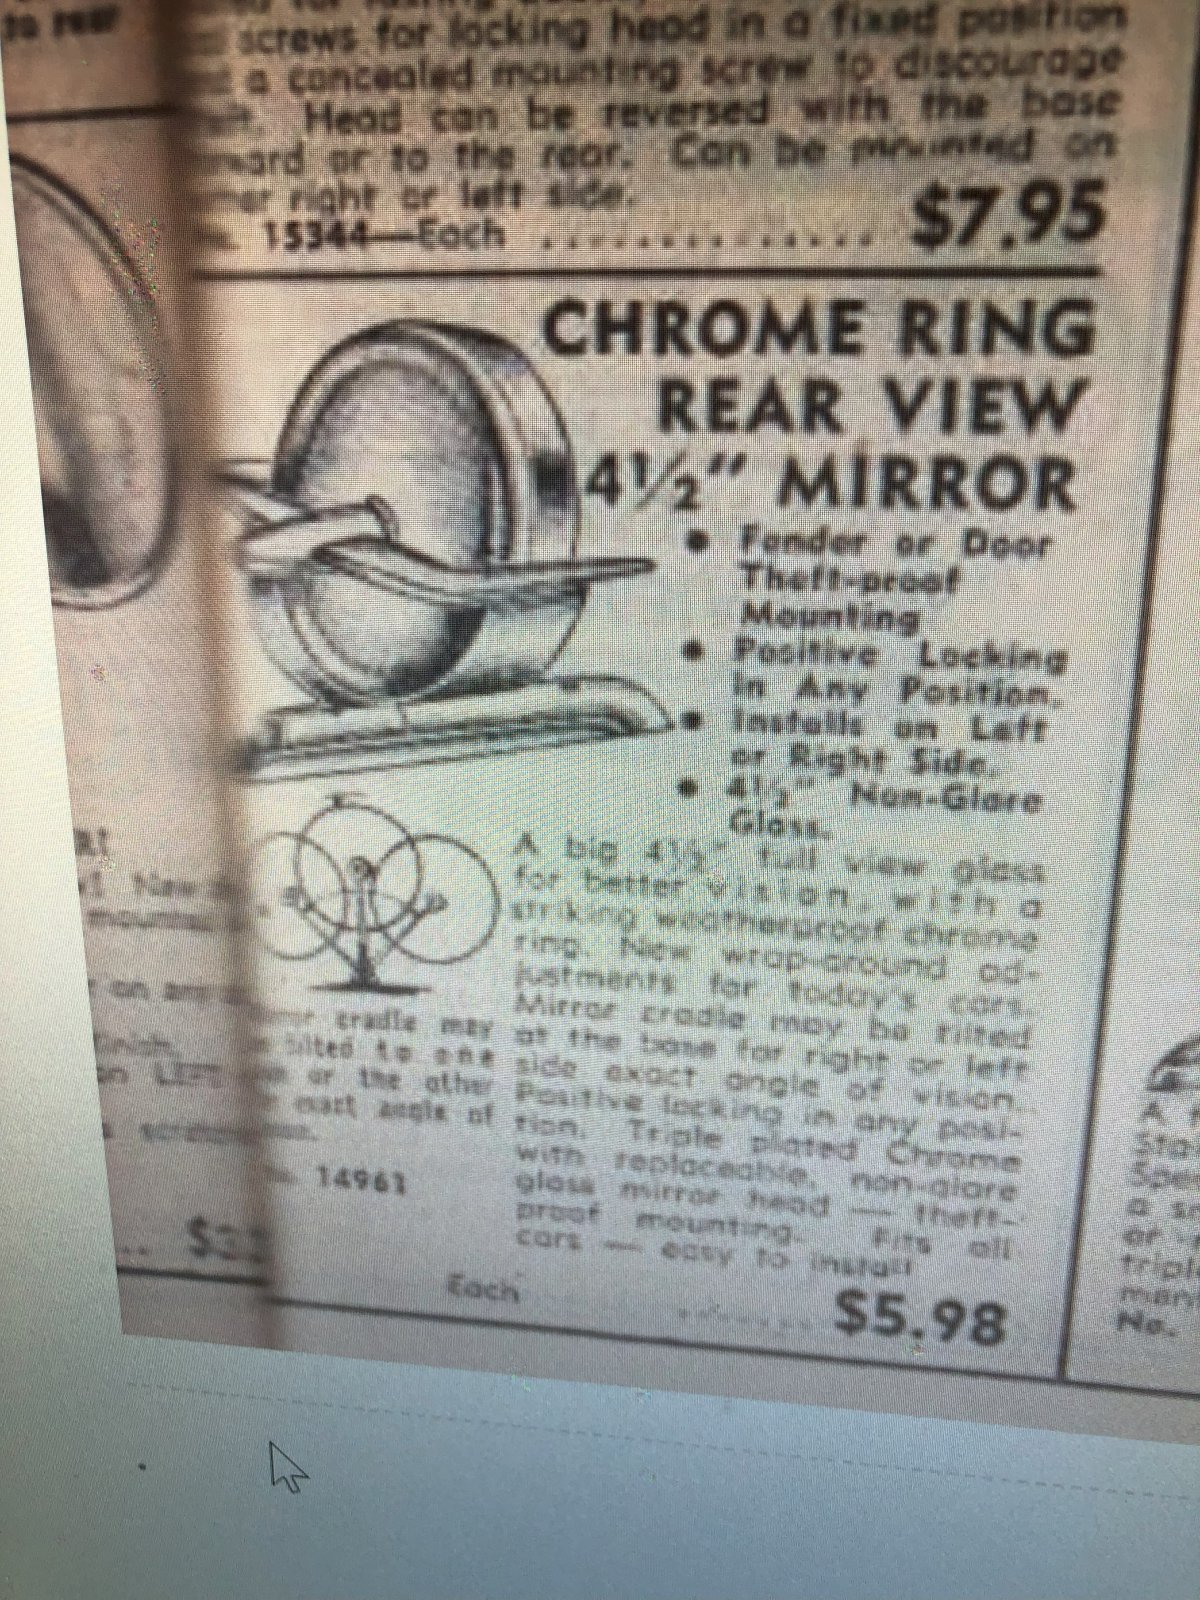 to rear
screws for locking head in a fixed position
a concealed mounting screw to discourage
Head can be reversed with the base
or to the rear. Can be mounted on
right or left side.
15344—Each .............. $7.95
CHROME RING
REAR VIEW
4½" MIRROR
• Fender or Door
Theft-proof
Mounting
• Positive Locking
in Any Position.
• Installs on Left
or Right Side.
• 4½" Non-Glare
Glass.
A big 4½" full view glass
for better vision, with a
striking weatherproof chrome
ring. New wrap-around ad-
justments for today's cars.
Mirror cradle may be tilted
at the base for right or left
side exact angle of vision.
Positive locking in any posi-
tion. Triple plated Chrome
with replaceable, non-glare
glass mirror head — theft-
proof mounting. Fits all
cars — easy to install
cradle may
tilted to one
or the other
exact angle of
14961
Each ........ $5.98
on LEFT
A
a
or
No.